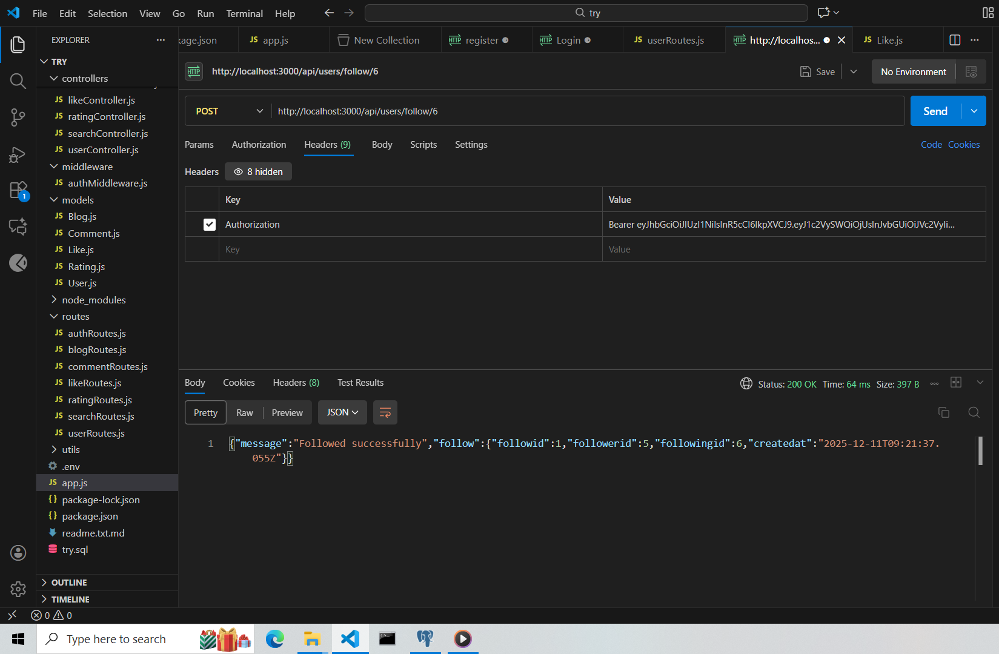 File Edit Selection View Go Run Terminal Help
try
EXPLORER
kage.json
app.js
New Collection
HTTP register
HTTP Login
JS userRoutes.js
HTTP http://localhos...
JS Like.js
TRY
controllers
JS likeController.js
JS ratingController.js
JS searchController.js
JS userController.js
middleware
JS authMiddleware.js
models
JS Blog.js
JS Comment.js
JS Like.js
JS Rating.js
JS User.js
node_modules
routes
JS authRoutes.js
JS blogRoutes.js
JS commentRoutes.js
JS likeRoutes.js
JS ratingRoutes.js
JS searchRoutes.js
JS userRoutes.js
utils
.env
JS app.js
{} package-lock.json
{} package.json
readme.txt.md
try.sql
OUTLINE
TIMELINE
1
HTTP http://localhost:3000/api/users/follow/6
Save
No Environment
POST http://localhost:3000/api/users/follow/6
Send
Params Authorization Headers (9) Body Scripts Settings
Code Cookies
Headers 8 hidden
Key Value
Authorization
Key Value
Body Cookies Headers (8) Test Results
Status: 200 OK Time: 64 ms Size: 397 B
Pretty Raw Preview JSON
1 {"message":"Followed successfully","follow":{"followid":1,"followerid":5,"followingid":6,"createdat":"2025-12-11T09:21:37.
055Z"}}
0 0
Type here to search